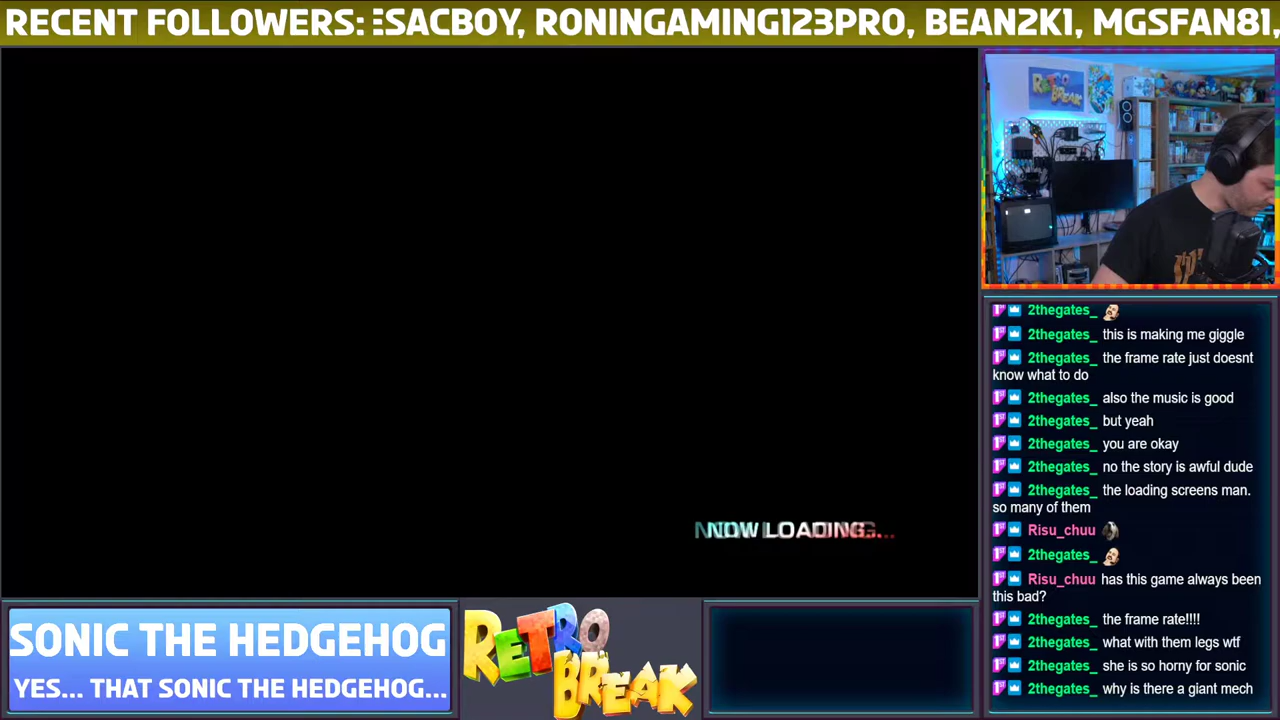 RECENT FOLLOWERS: ESACBOY, RONINGAMING123PRO, BEAN2K1, MGSFAN81,
RETRO
BREAK
2thegates_
2thegates_ this is making me giggle
2thegates_ the frame rate just doesnt
know what to do
2thegates_ also the music is good
2thegates_ but yeah
2thegates_ you are okay
2thegates_ no the story is awful dude
2thegates_ the loading screens man.
so many of them
Risu_chuu
2thegates_
Risu_chuu has this game always been
this bad?
2thegates_ the frame rate!!!!
2thegates_ what with them legs wtf
2thegates_ she is so horny for sonic
2thegates_ why is there a giant mech
NOW LOADING...
SONIC THE HEDGEHOG
YES... THAT SONIC THE HEDGEHOG...
RETRO
BREAK